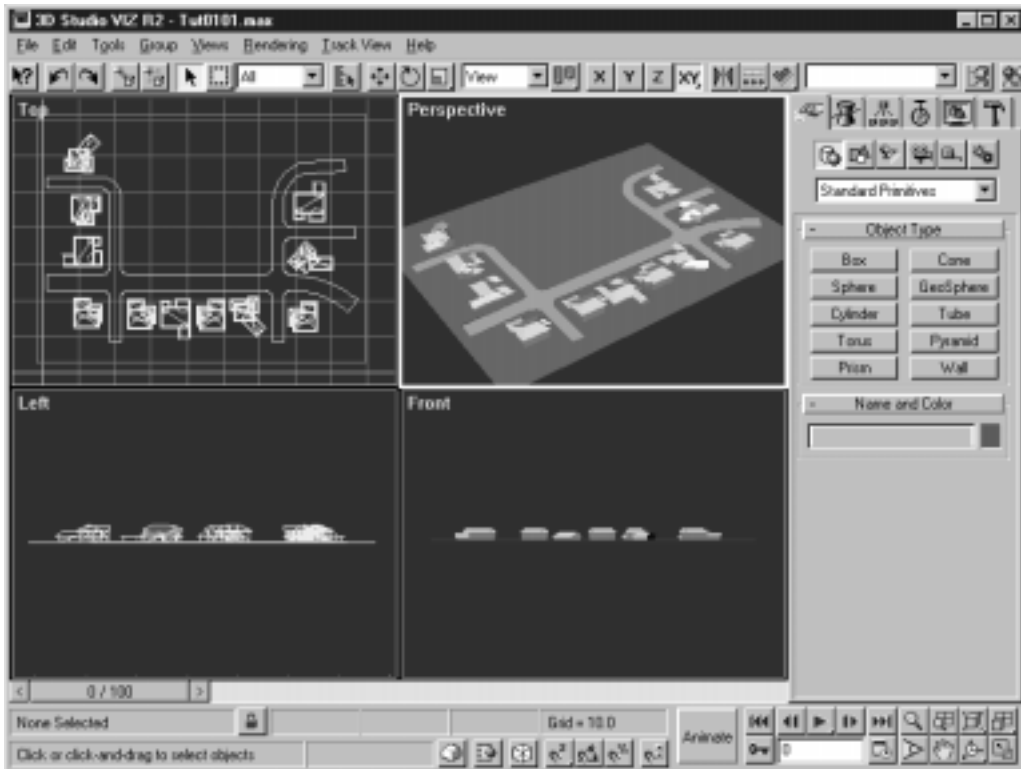 3D Studio VIZ R2 - Tut0101.max
File Edit Tools Group Views Rendering Track View Help
All View X Y Z XY
Top
Perspective
Standard Primitives
- Object Type
Box Cone
Sphere GeoSphere
Cylinder Tube
Torus Pyramid
Prism Wall
- Name and Color
Left
Front
< 0 / 100 >
None Selected Grid = 10.0
Animate
Click or click-and-drag to select objects 0